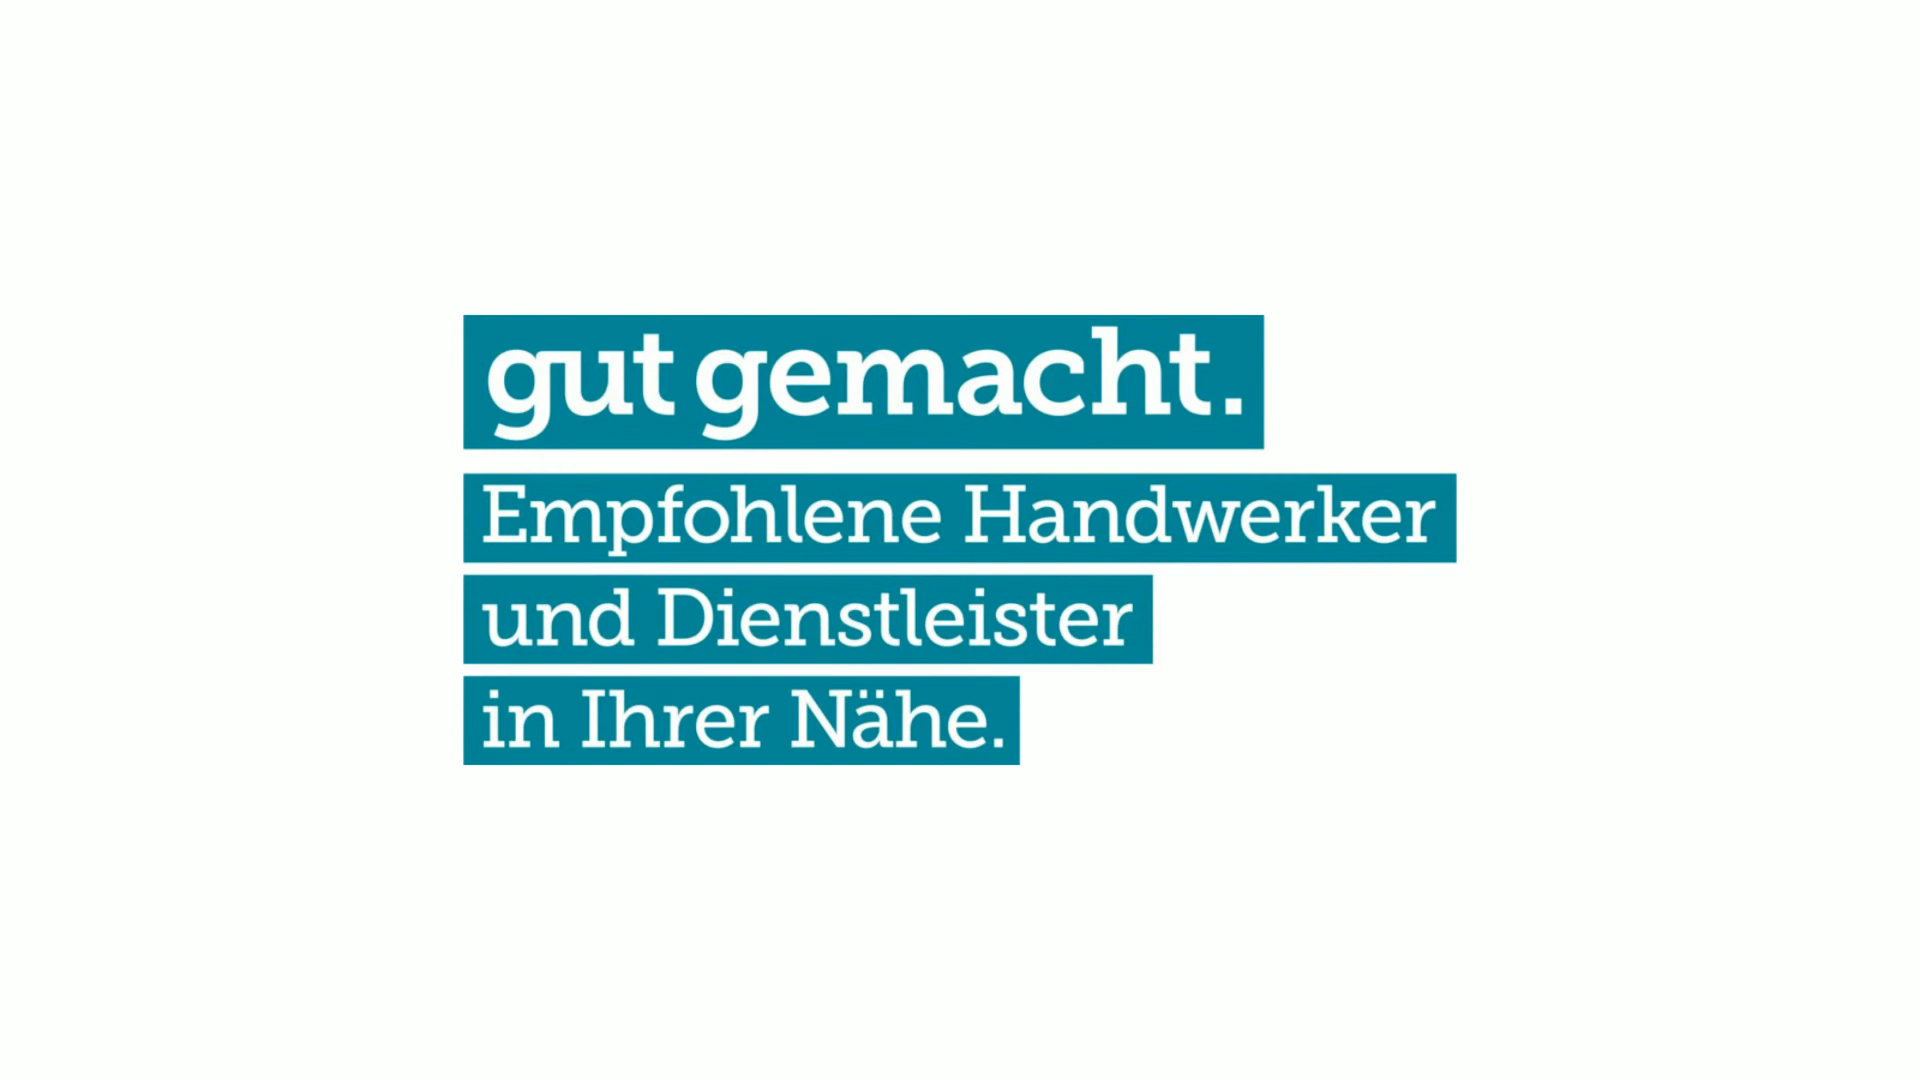 gut gemacht.
Empfohlene Handwerker
und Dienstleister
in Ihrer Nähe.